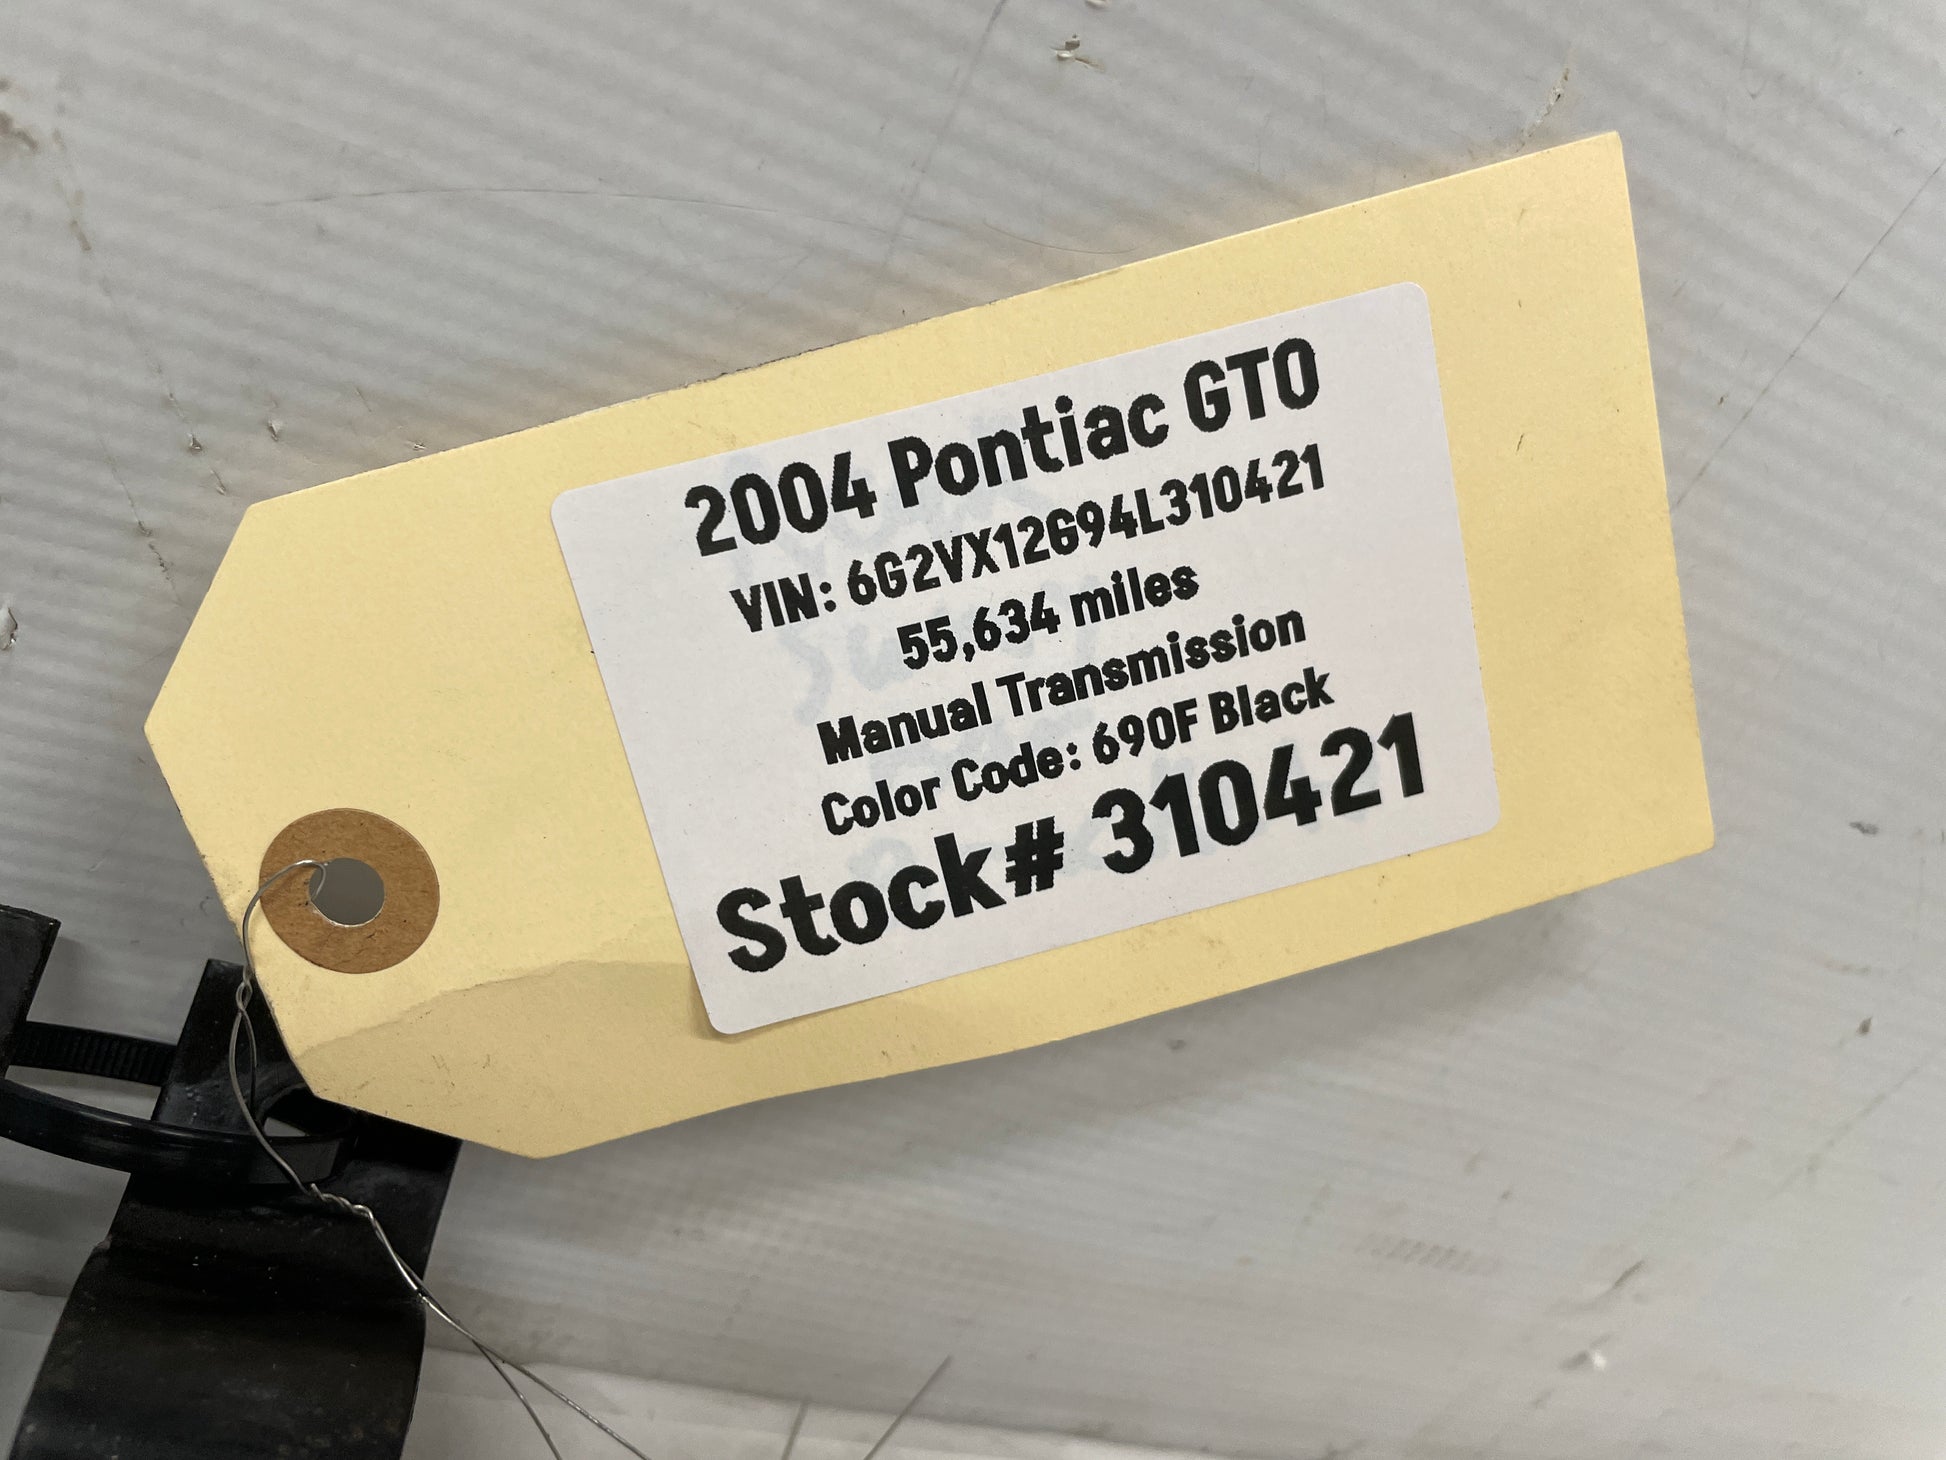 2004 Pontiac GTO
VIN: 6G2VX12G94L310421
55,634 miles
Manual Transmission
Color Code: 690F Black
Stock# 310421